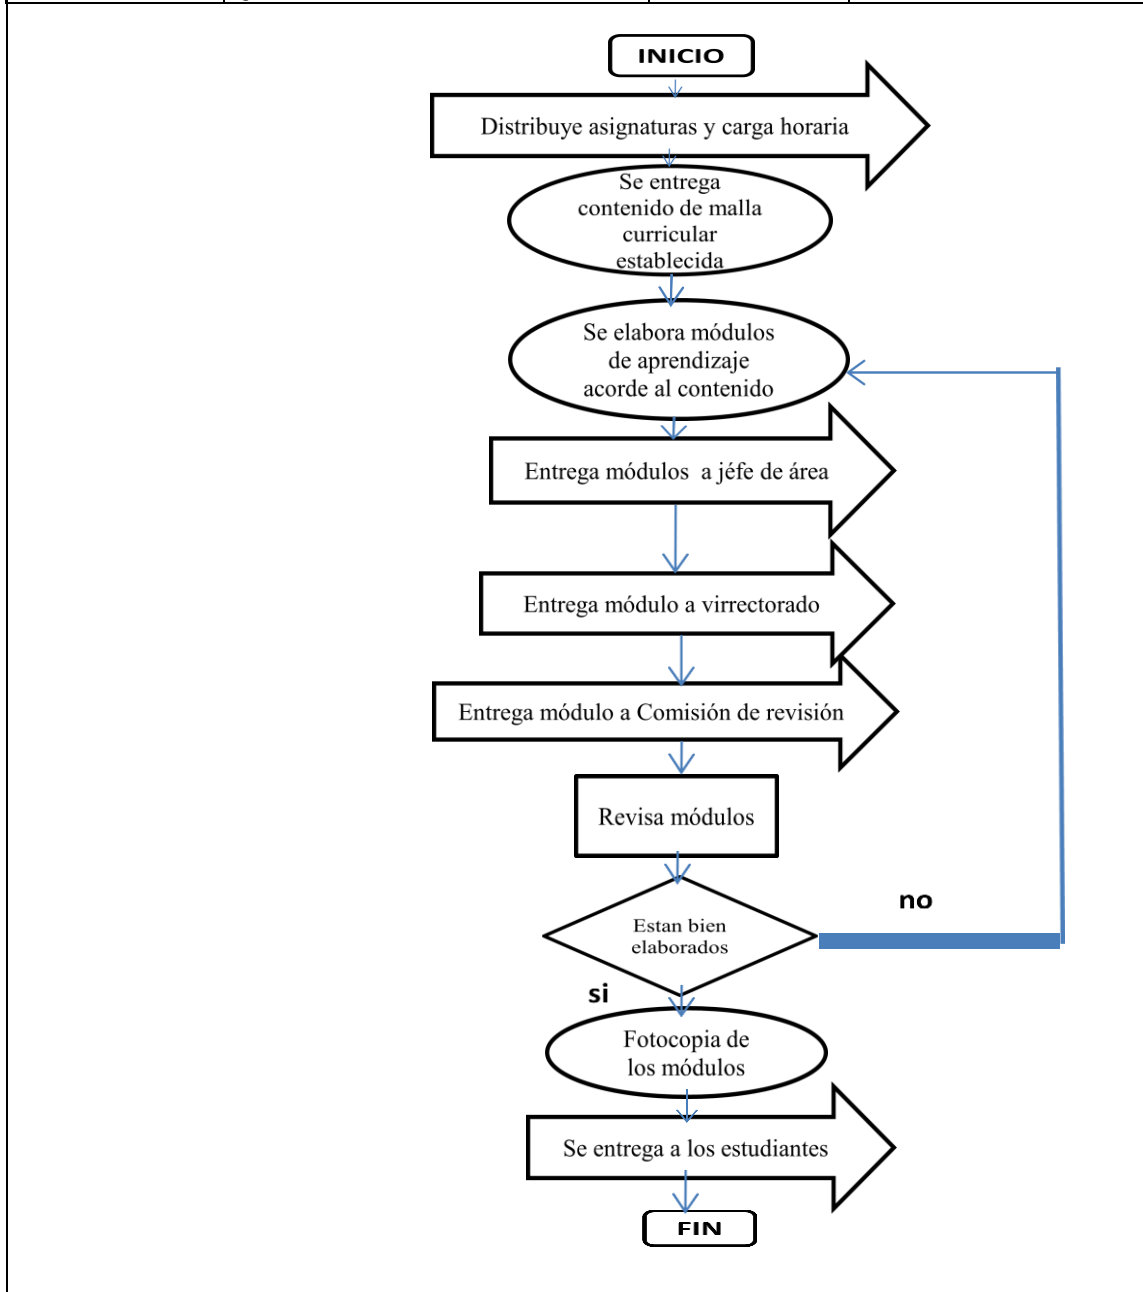 INICIO
Distribuye asignaturas y carga horaria
Se entrega
contenido de malla
curricular
establecida
Se elabora módulos
de aprendizaje
acorde al contenido
Entrega módulos a jéfe de área
Entrega módulo a virrectorado
Entrega módulo a Comisión de revisión
Revisa módulos
no
Estan bien
elaborados
si
Fotocopia de
los módulos
Se entrega a los estudiantes
FIN